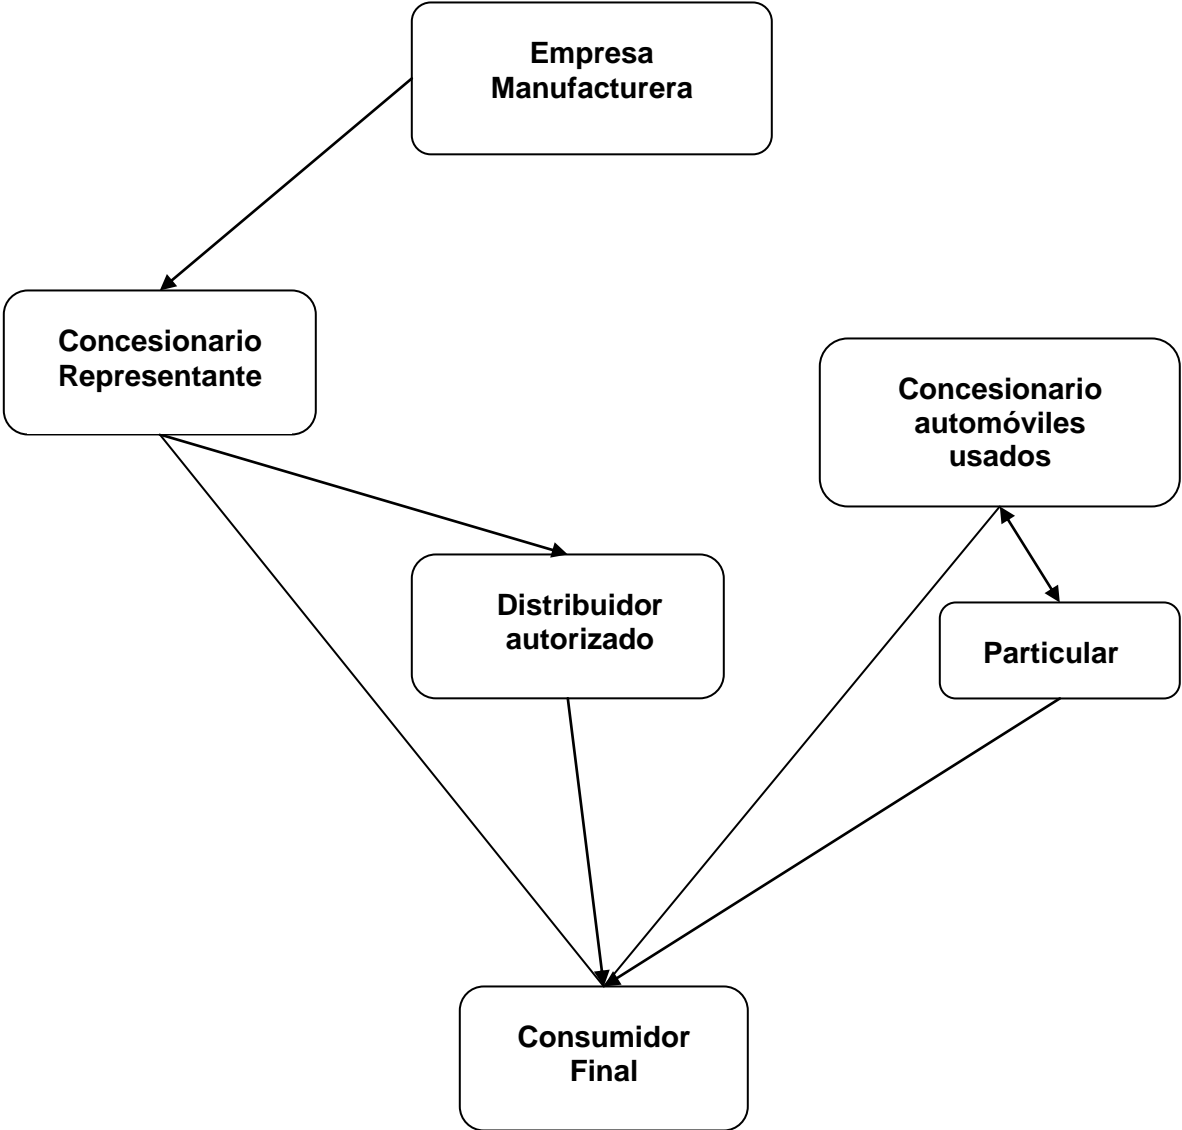 Empresa
Manufacturera
Concesionario
Representante
Concesionario
automóviles
usados
Distribuidor
autorizado
Particular
Consumidor
Final